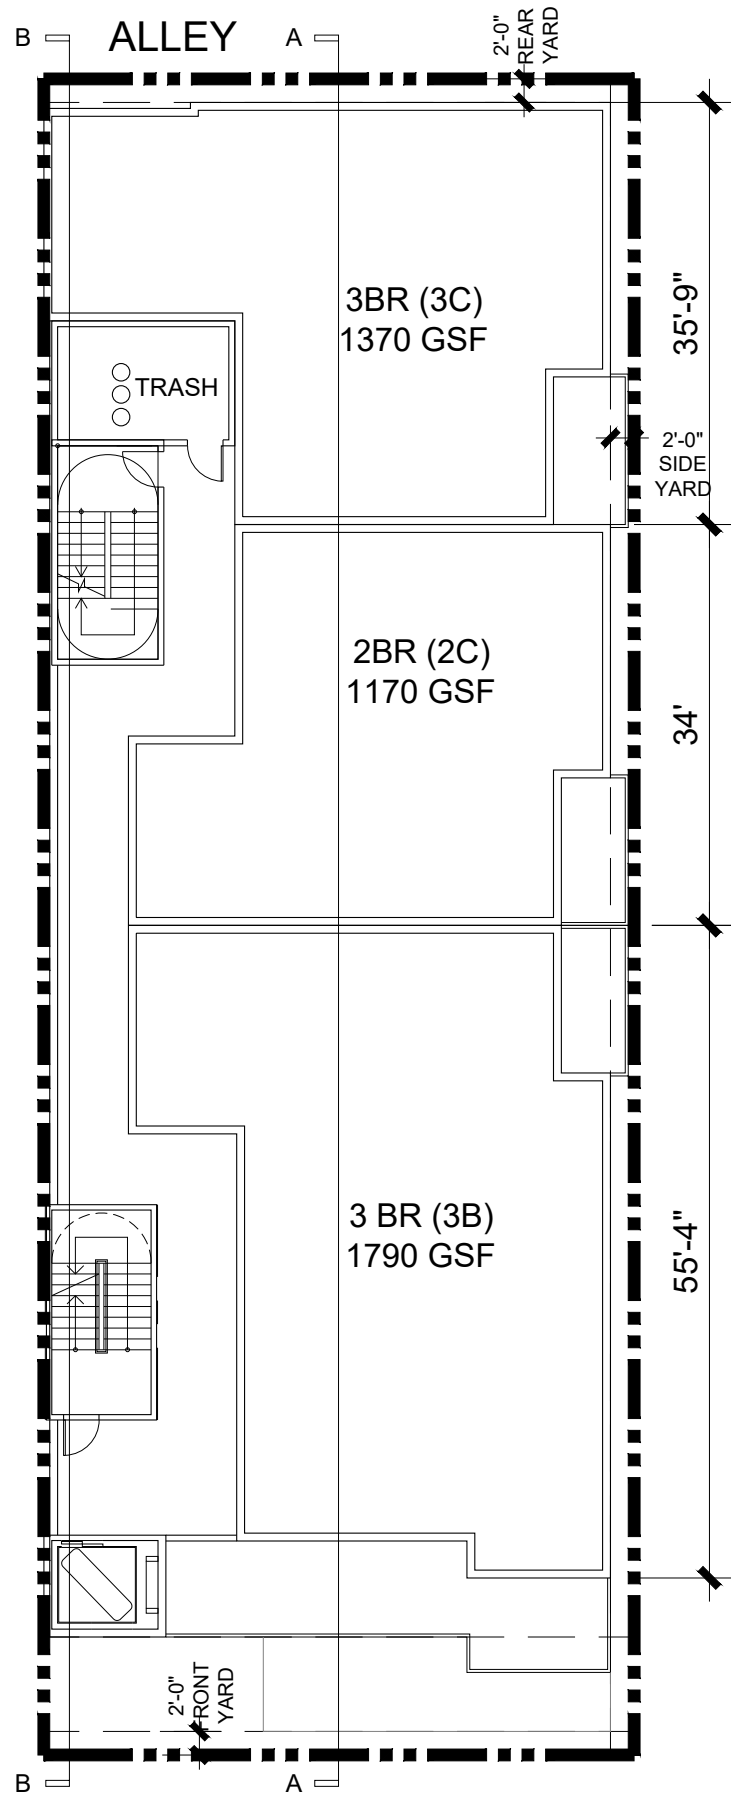 B
ALLEY
A
2'-0"
REAR
YARD
3BR (3C)
1370 GSF
35'-9"
TRASH
2'-0"
SIDE
YARD
2BR (2C)
1170 GSF
34'
3 BR (3B)
1790 GSF
55'-4"
2'-0"
FRONT
YARD
B
A